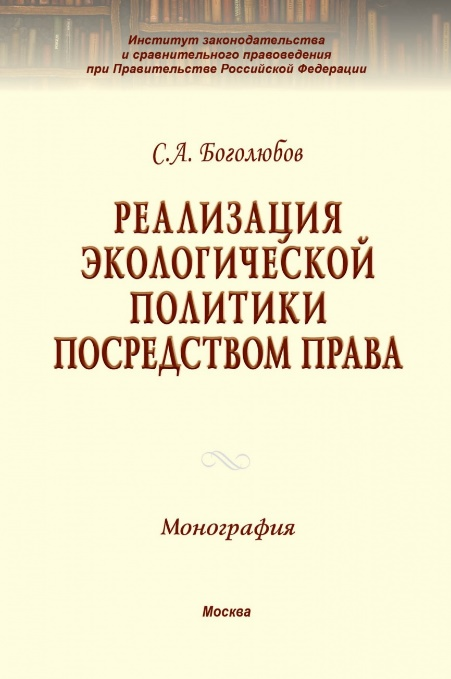 Институт законодательства
и сравнительного правоведения
при Правительстве Российской Федерации
С.А. Боголюбов
РЕАЛИЗАЦИЯ
ЭКОЛОГИЧЕСКОЙ
ПОЛИТИКИ
ПОСРЕДСТВОМ ПРАВА
Монография
Москва